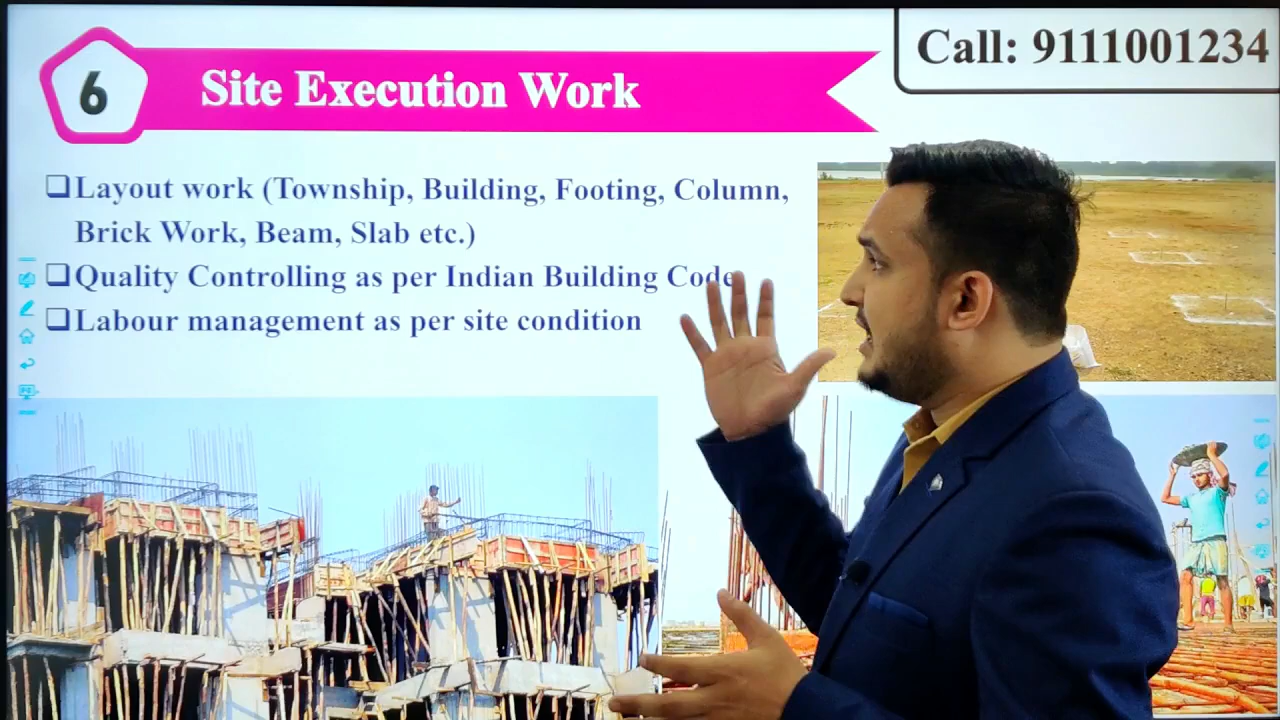 Call: 9111001234
6
Site Execution Work
❑Layout work (Township, Building, Footing, Column,
Brick Work, Beam, Slab etc.)
❑Quality Controlling as per Indian Building Code
❑Labour management as per site condition